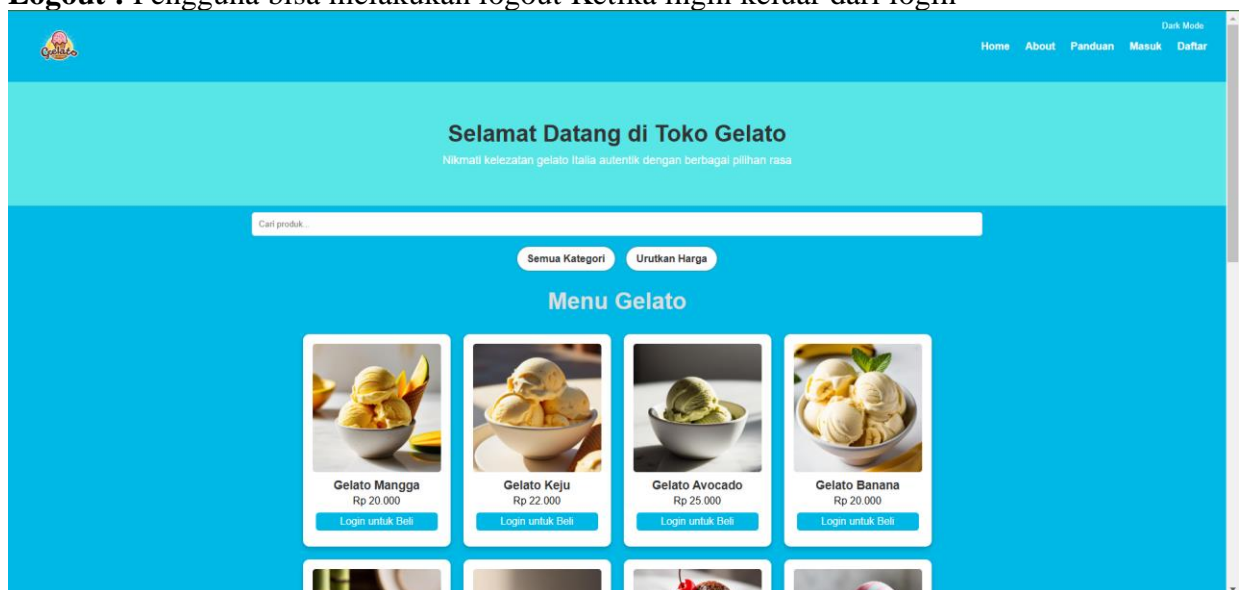 Logout : Pengguna bisa melakukan logout Ketika ingin keluar dari login
Dark Mode
Gelato
Home About Panduan Masuk Daftar
Selamat Datang di Toko Gelato
Nikmati kelezatan gelato Italia autentik dengan berbagai pilihan rasa
Cari produk...
Semua Kategori Urutkan Harga
Menu Gelato
Gelato Mangga Gelato Keju Gelato Avocado Gelato Banana
Rp 20.000 Rp 22.000 Rp 25.000 Rp 20.000
Login untuk Beli Login untuk Beli Login untuk Beli Login untuk Beli